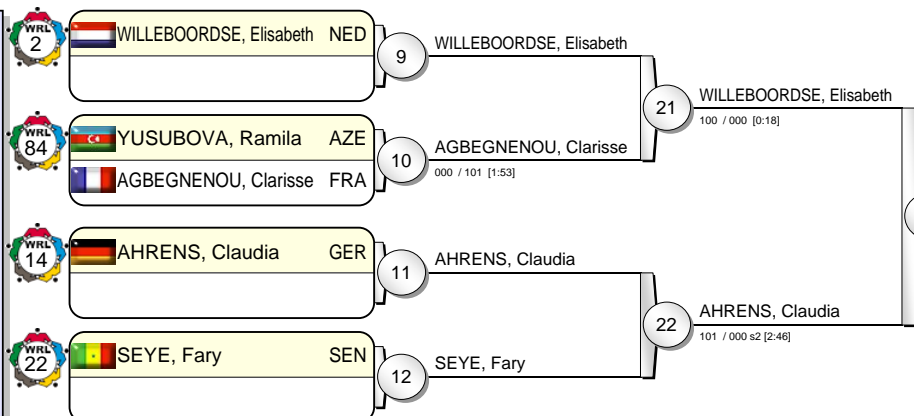 WRL
2
WILLEBOORDSE, Elisabeth NED
9
WILLEBOORDSE, Elisabeth
21
WILLEBOORDSE, Elisabeth
100 / 000 [0:18]
WRL
84
YUSUBOVA, Ramila AZE
AGBEGNENOU, Clarisse FRA
10
AGBEGNENOU, Clarisse
000 / 101 [1:53]
WRL
14
AHRENS, Claudia GER
11
AHRENS, Claudia
22
AHRENS, Claudia
101 / 000 s2 [2:46]
WRL
22
SEYE, Fary SEN
12
SEYE, Fary